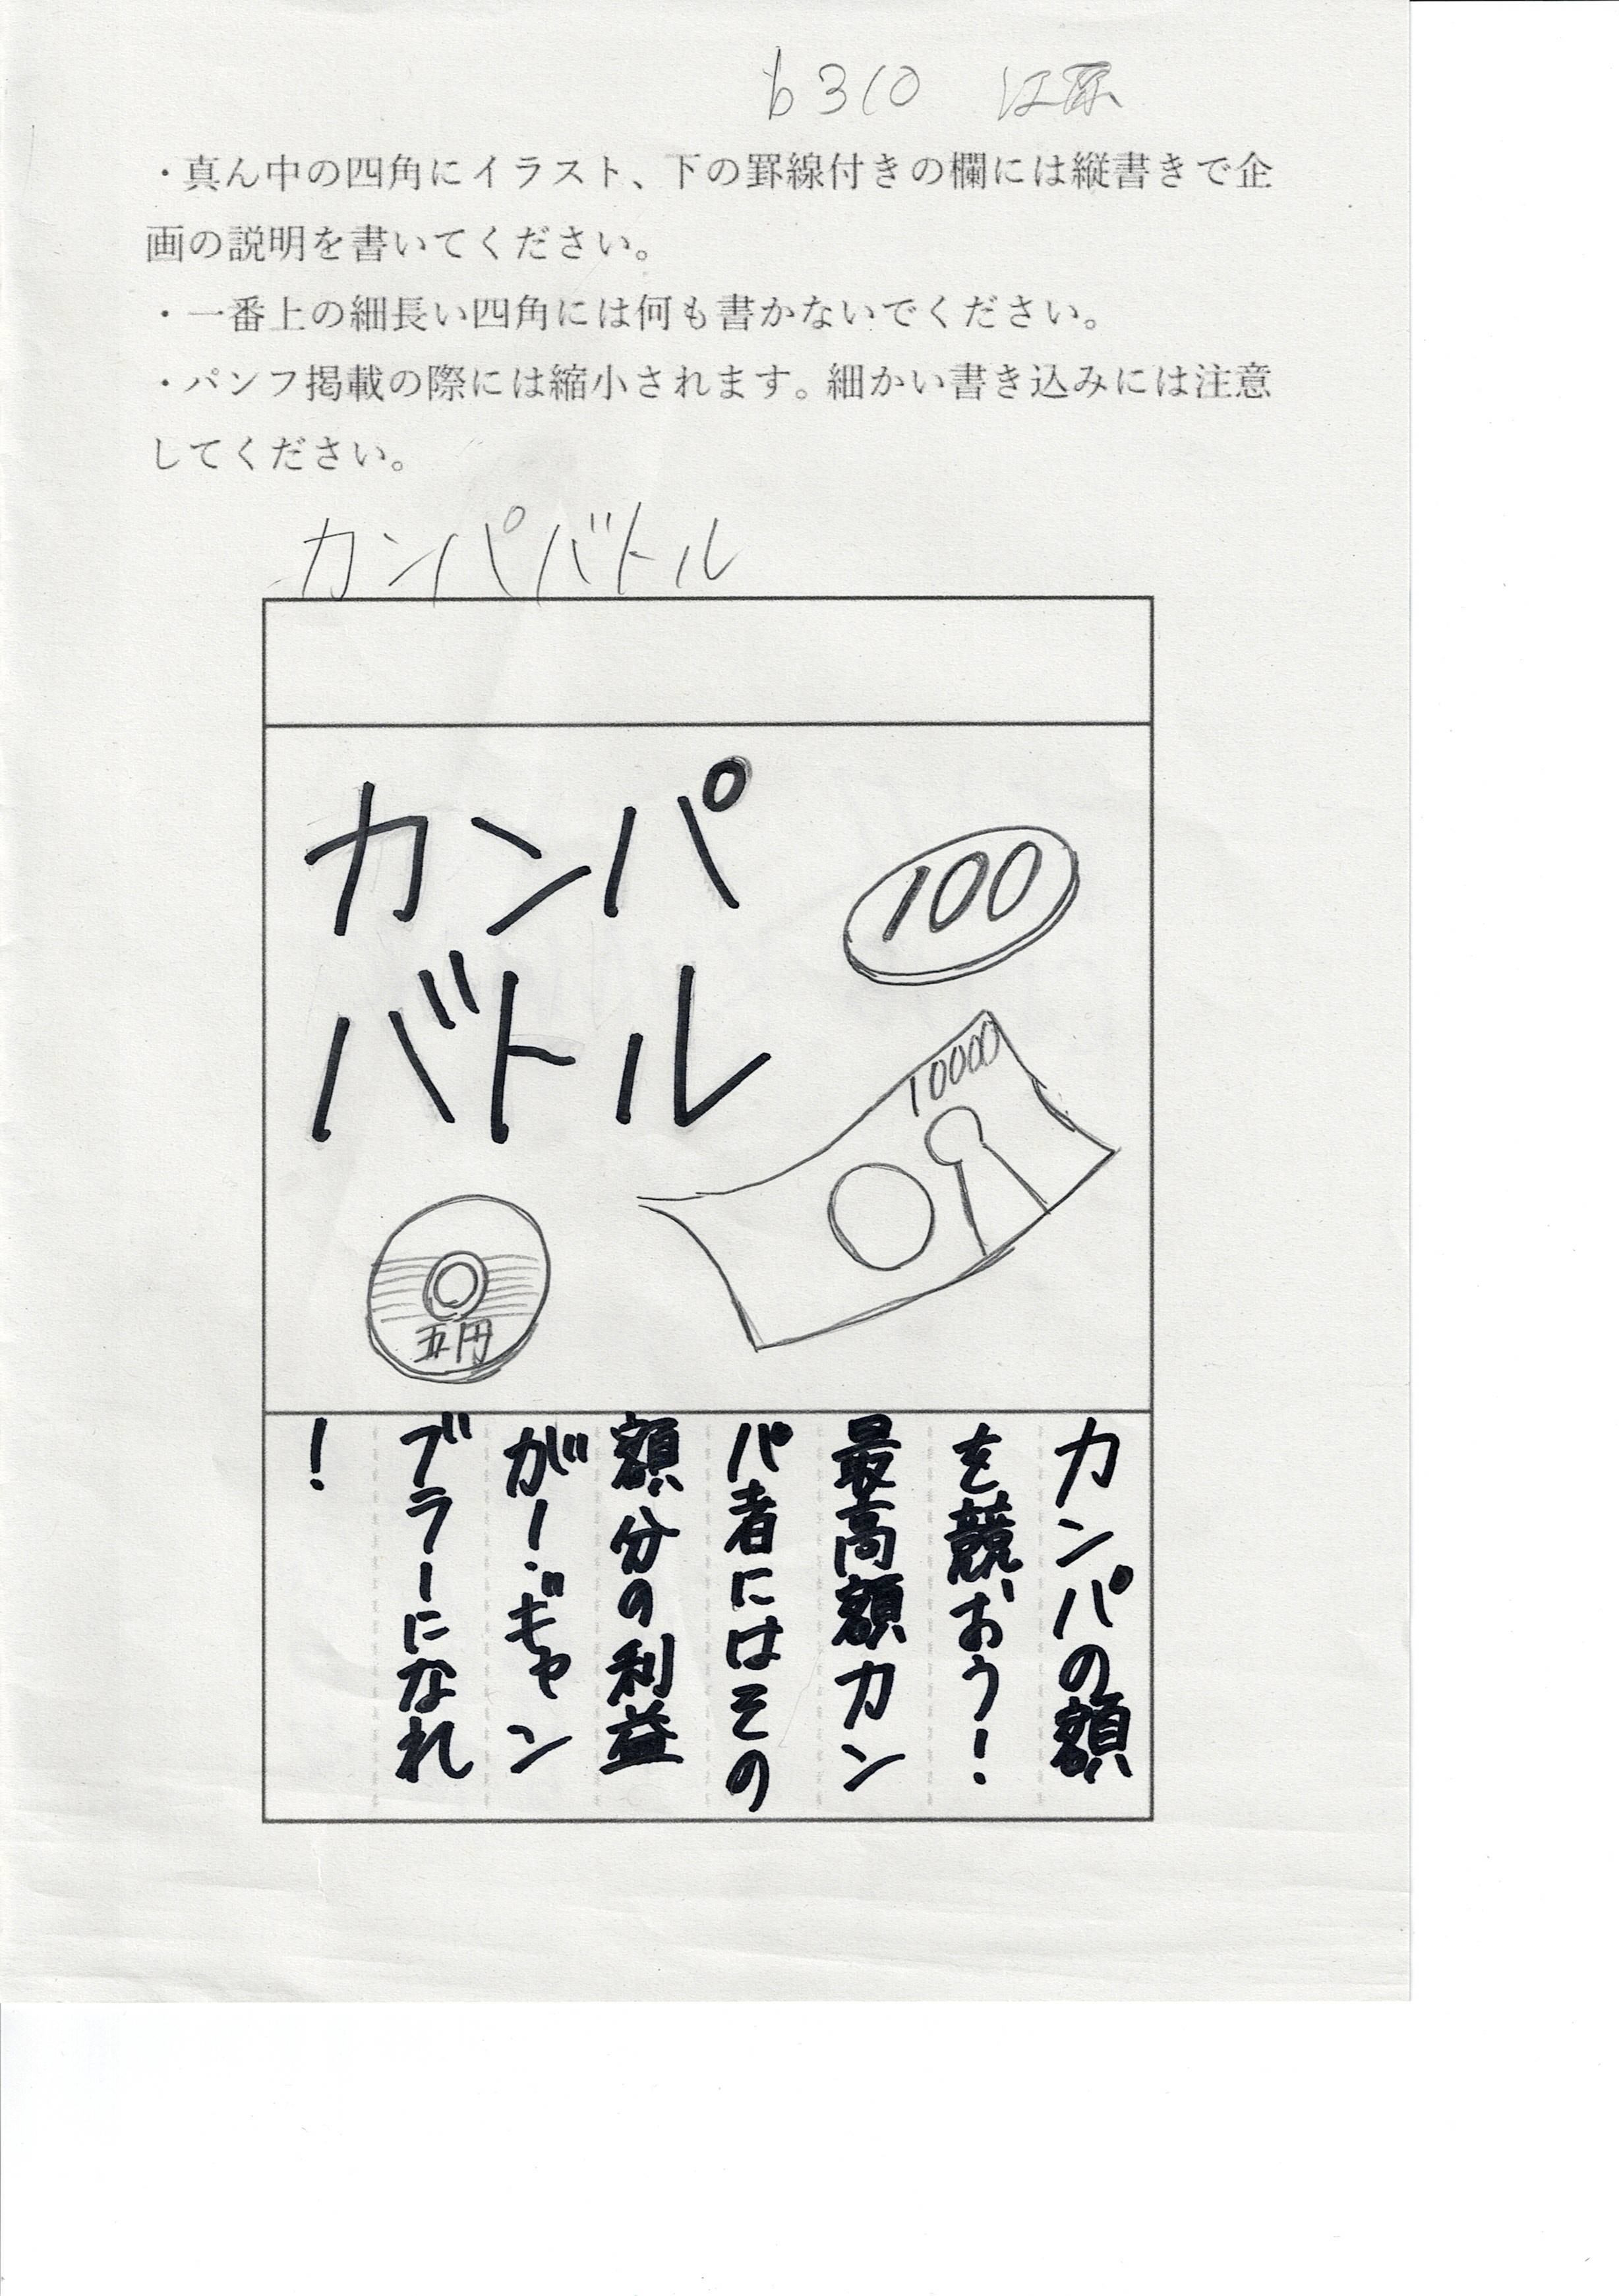 b310
・真ん中の四角にイラスト、下の罫線付きの欄には縦書きで企
画の説明を書いてください。
・一番上の細長い四角には何も書かないでください。
・パンフ掲載の際には縮小されます。細かい書き込みには注意
してください。
カンパバトル
カンパ
バトル
100
10000
五円
カンパの額
を競おう！
最高額カン
パ者にはその
額分の利益
が！ギャン
ブラーになれ
！